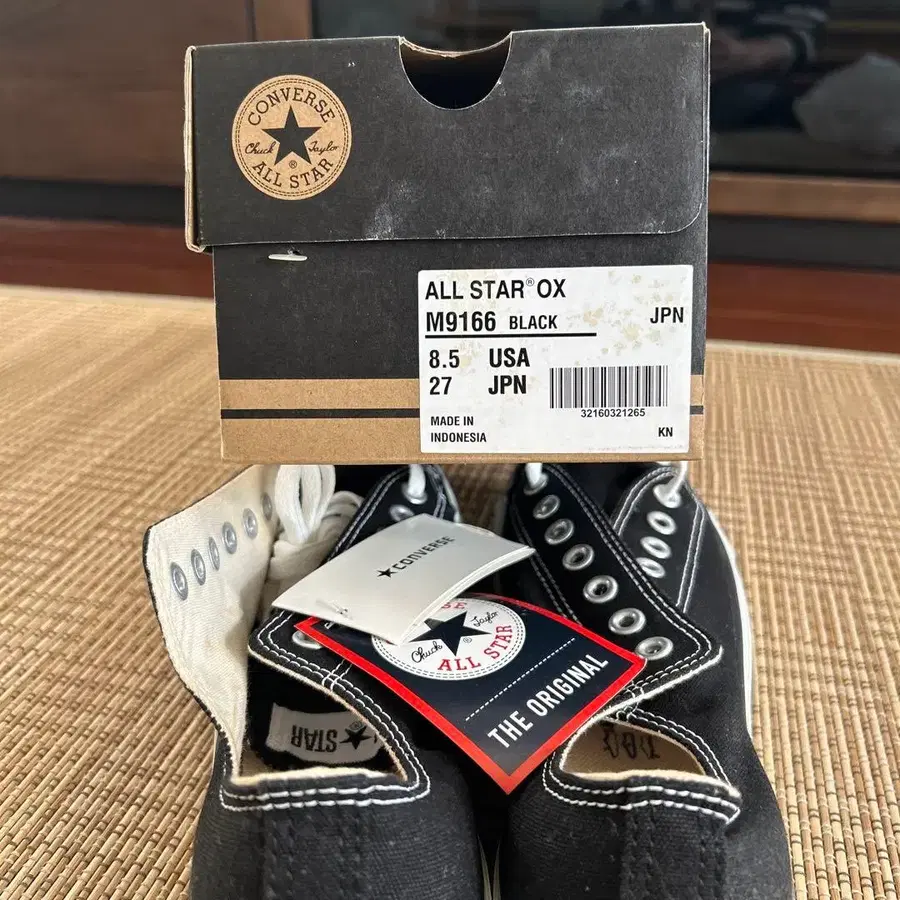 CONVERSE
Chuck Taylor
®
ALL STAR
ALL STAR® OX
M9166 BLACK JPN
8.5 USA
27 JPN
32160321265
MADE IN
INDONESIA
KN
★CONVERSE
Chuck Taylor
ALL STAR
THE ORIGINAL
STAR